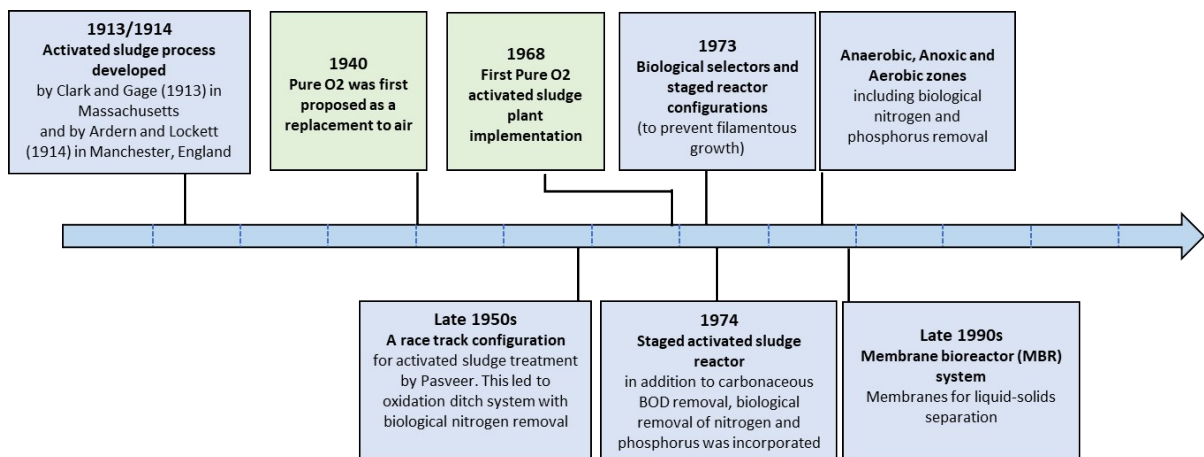 1913/1914
Activated sludge process
developed
by Clark and Gage (1913) in
Massachusetts
and by Ardern and Lockett
(1914) in Manchester, England
1940
Pure O2 was first
proposed as a
replacement to air
1968
First Pure O2
activated sludge
plant
implementation
1973
Biological selectors and
staged reactor
configurations
(to prevent filamentous
growth)
Anaerobic, Anoxic and
Aerobic zones
including biological
nitrogen and
phosphorus removal
Late 1950s
A race track configuration
for activated sludge treatment
by Pasveer. This led to
oxidation ditch system with
biological nitrogen removal
1974
Staged activated sludge
reactor
in addition to carbonaceous
BOD removal, biological
removal of nitrogen and
phosphorus was incorporated
Late 1990s
Membrane bioreactor (MBR)
system
Membranes for liquid-solids
separation